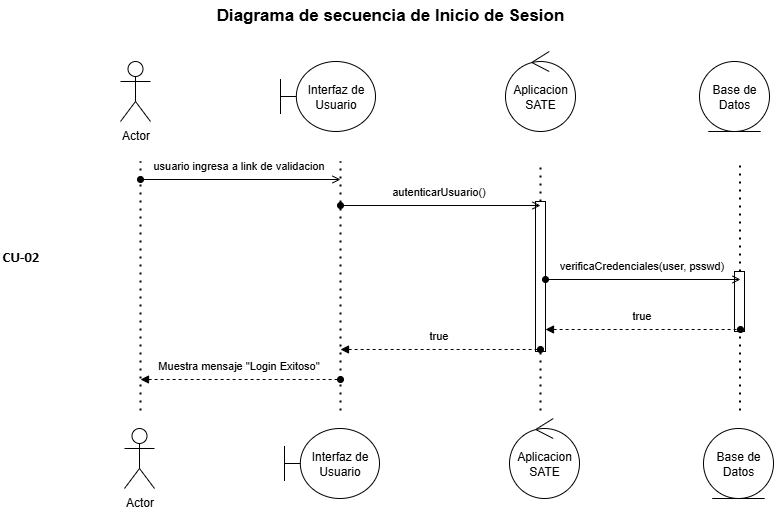 Diagrama de secuencia de Inicio de Sesion
Interfaz de
Usuario
Aplicacion
SATE
Base de
Datos
Actor
usuario ingresa a link de validacion
autenticarUsuario()
CU-02
verificaCredenciales(user, psswd)
true
true
Muestra mensaje "Login Exitoso"
Interfaz de
Usuario
Aplicacion
SATE
Base de
Datos
Actor